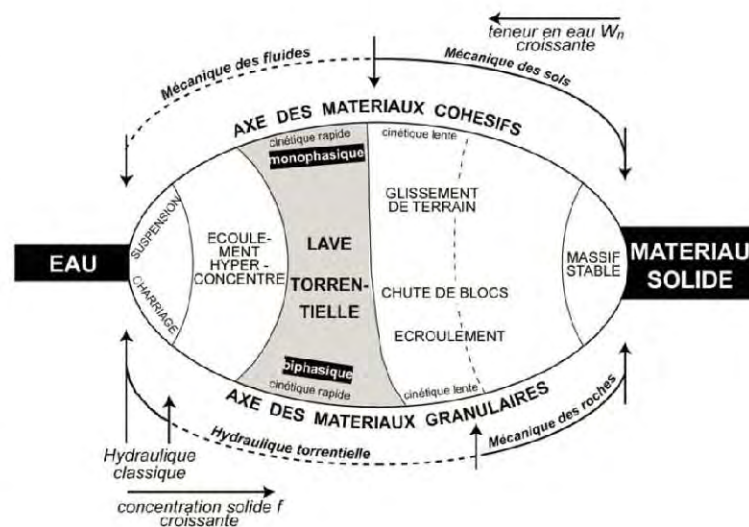 teneur en eau Wn
croissante
Mécanique des fluides
Mécanique des sols
AXE DES MATERIAUX COHESIFS
cinétique rapide
cinétique lente
monophasique
GLISSEMENT
DE TERRAIN
SUSPENSION
ECOULE-
MENT
HYPER-
CONCENTRE
LAVE
TORREN-
TIELLE
EAU
MASSIF
STABLE
MATERIAU
SOLIDE
CHARRIAGE
CHUTE DE BLOCS
ECROULEMENT
biphasique
cinétique rapide
cinétique lente
AXE DES MATERIAUX GRANULAIRES
Hydraulique torrentielle
Mécanique des roches
Hydraulique
classique
concentration solide f
croissante